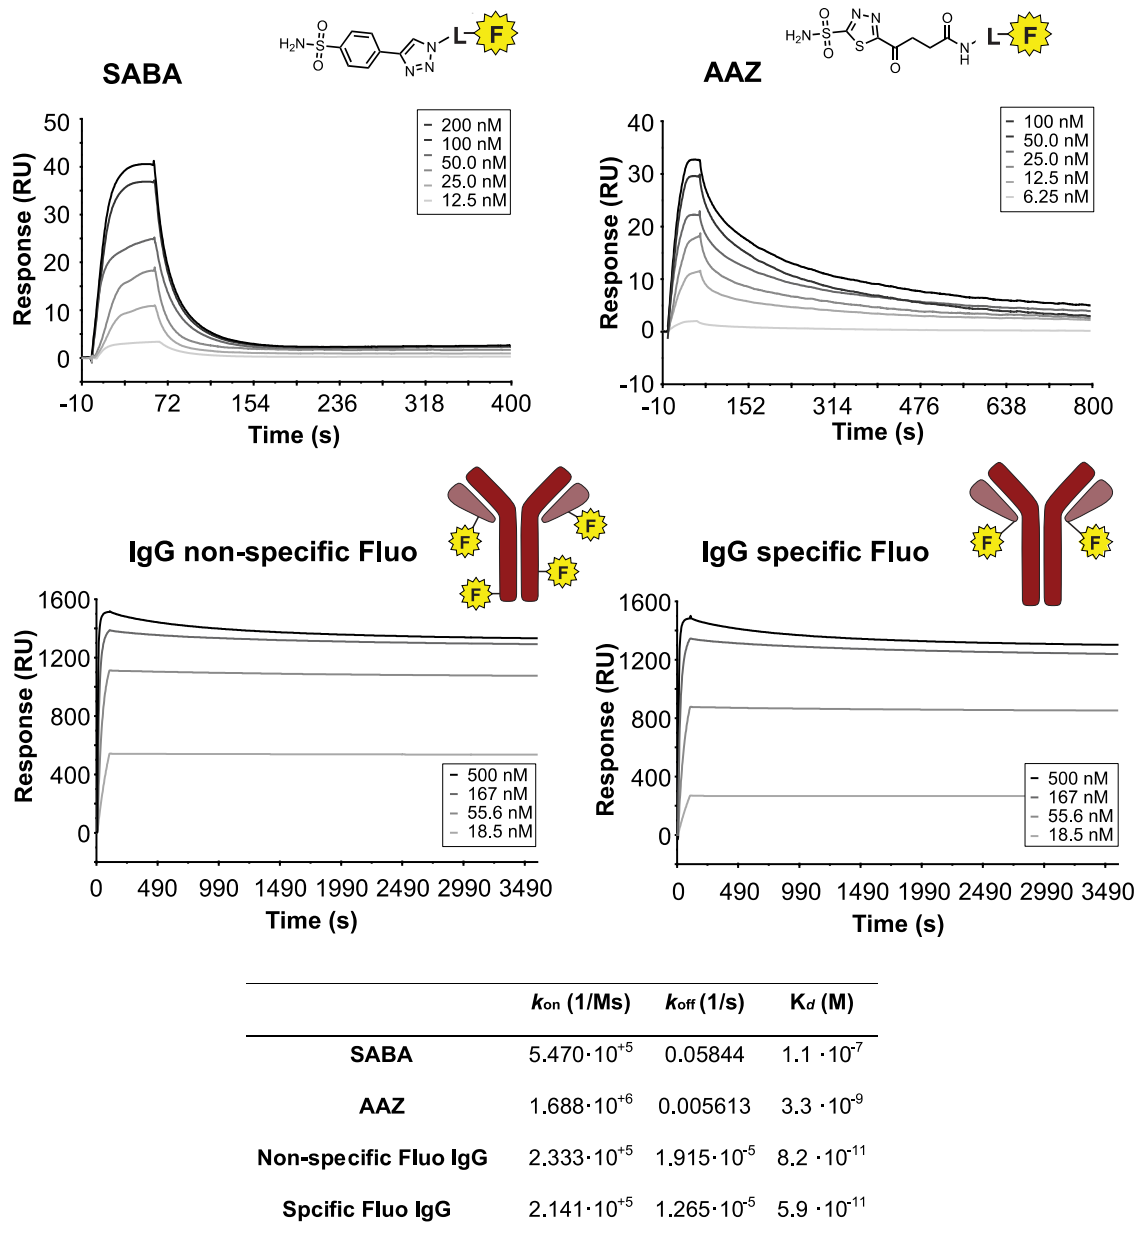 H₂N
O
S
O
N
N=N
L
F
SABA
50
40
30
20
10
0
Response (RU)
200 nM
100 nM
50.0 nM
25.0 nM
12.5 nM
-10 72 154 236 318 400
Time (s)
H₂N
O
S
O
N N
S
O
O
N
H
L
F
AAZ
40
30
20
10
0
-10
Response (RU)
100 nM
50.0 nM
25.0 nM
12.5 nM
6.25 nM
-10 152 314 476 638 800
Time (s)
IgG non-specific Fluo
F
F
F
F
1600
1200
800
400
0
Response (RU)
500 nM
167 nM
55.6 nM
18.5 nM
0 490 990 1490 1990 2490 2990 3490
Time (s)
IgG specific Fluo
F
F
1600
1200
800
400
0
Response (RU)
500 nM
167 nM
55.6 nM
18.5 nM
0 490 990 1490 1990 2490 2990 3490
Time (s)
kon (1/Ms) koff (1/s) Kd (M)
SABA 5.470·10⁺⁵ 0.05844 1.1 ·10⁻⁷
AAZ 1.688·10⁺⁶ 0.005613 3.3 ·10⁻⁹
Non-specific Fluo IgG 2.333·10⁺⁵ 1.915·10⁻⁵ 8.2 ·10⁻¹¹
Spcific Fluo IgG 2.141·10⁺⁵ 1.265·10⁻⁵ 5.9 ·10⁻¹¹